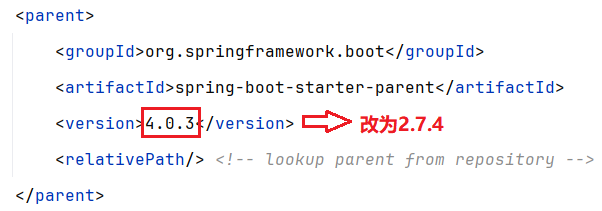 <parent>
<groupId>org.springframework.boot</groupId>
<artifactId>spring-boot-starter-parent</artifactId>
<version>4.0.3</version> 改为2.7.4
<relativePath/> <!-- lookup parent from repository -->
</parent>